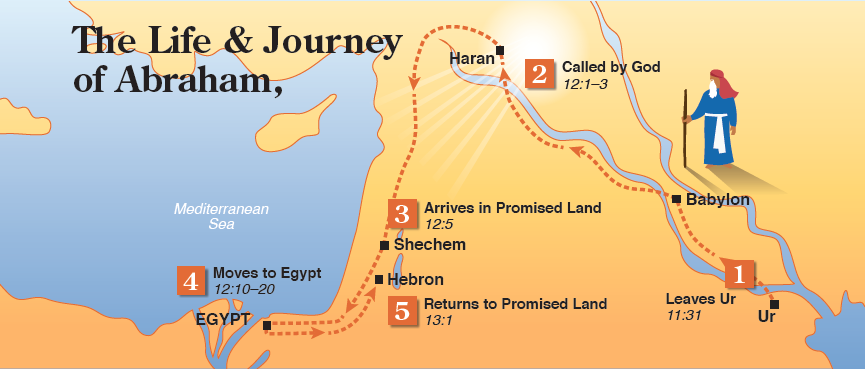 The Life & Journey
of Abraham,
Haran
2
Called by God
12:1–3
Babylon
Mediterranean
Sea
3
Arrives in Promised Land
12:5
Shechem
4
Moves to Egypt
12:10–20
Hebron
1
Leaves Ur
11:31
Ur
5
Returns to Promised Land
13:1
EGYPT